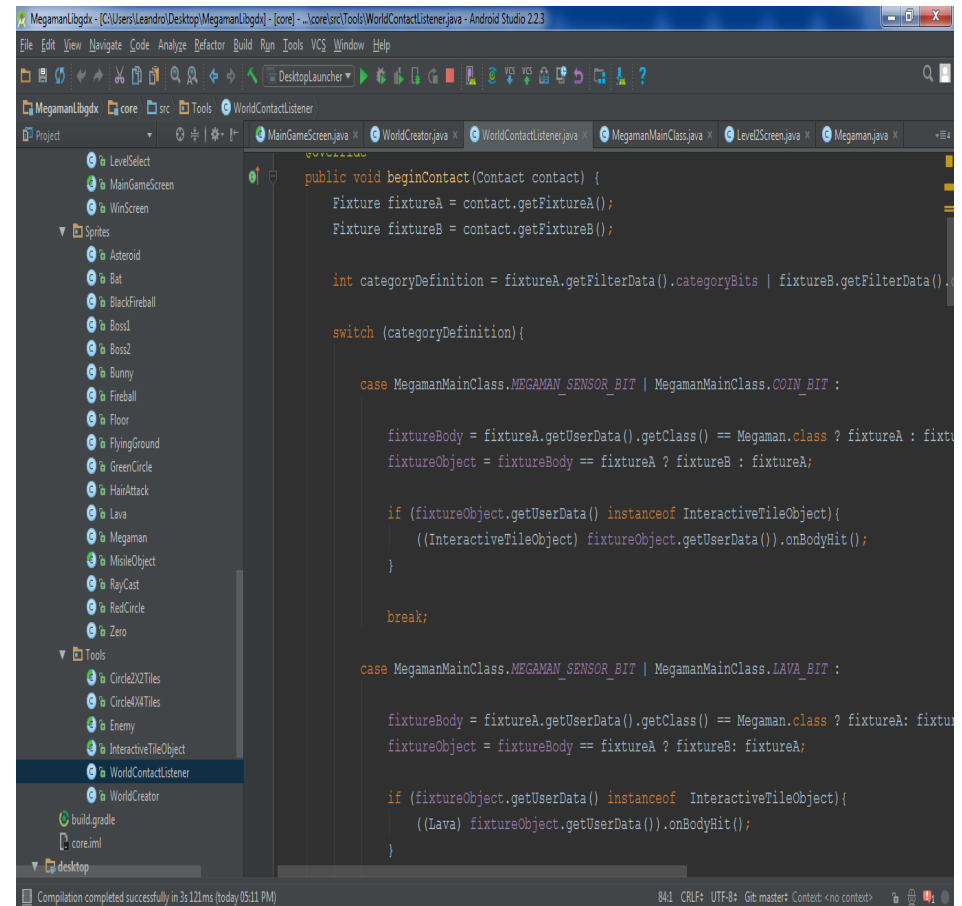 MegamanLibgdx - [C:\Users\Leandro\Desktop\MegamanLibgdx] - [core] - ...\core\src\Tools\WorldContactListener.java - Android Studio 2.2.3
File Edit View Navigate Code Analyze Refactor Build Run Tools VCS Window Help
DesktopLauncher
MegamanLibgdx core src Tools WorldContactListener
Project MainGameScreen.java WorldCreator.java WorldContactListener.java MegamanMainClass.java Level2Screen.java Megaman.java
LevelSelect
MainGameScreen
WinScreen
Sprites
Asteroid
Bat
BlackFireball
Boss1
Boss2
Bunny
Fireball
Floor
FlyingGround
GreenCircle
HairAttack
Lava
Megaman
MisileObject
RayCast
RedCircle
Zero
Tools
Circle2X2Tiles
Circle4X4Tiles
Enemy
InteractiveTileObject
WorldContactListener
WorldCreator
build.gradle
core.iml
desktop
@Override
public void beginContact(Contact contact) {
Fixture fixtureA = contact.getFixtureA();
Fixture fixtureB = contact.getFixtureB();
int categoryDefinition = fixtureA.getFilterData().categoryBits | fixtureB.getFilterData().
switch (categoryDefinition){
case MegamanMainClass.MEGAMAN_SENSOR_BIT | MegamanMainClass.COIN_BIT :
fixtureBody = fixtureA.getUserData().getClass() == Megaman.class ? fixtureA : fixtu
fixtureObject = fixtureBody == fixtureA ? fixtureB : fixtureA;
if (fixtureObject.getUserData() instanceof InteractiveTileObject){
((InteractiveTileObject) fixtureObject.getUserData()).onBodyHit();
}
break;
case MegamanMainClass.MEGAMAN_SENSOR_BIT | MegamanMainClass.LAVA_BIT :
fixtureBody = fixtureA.getUserData().getClass() == Megaman.class ? fixtureA: fixtur
fixtureObject = fixtureBody == fixtureA ? fixtureB: fixtureA;
if (fixtureObject.getUserData() instanceof InteractiveTileObject){
((Lava) fixtureObject.getUserData()).onBodyHit();
}
Compilation completed successfully in 3s 121ms (today 05:11 PM) 84:1 CRLF UTF-8 Git: master Context: <no context>